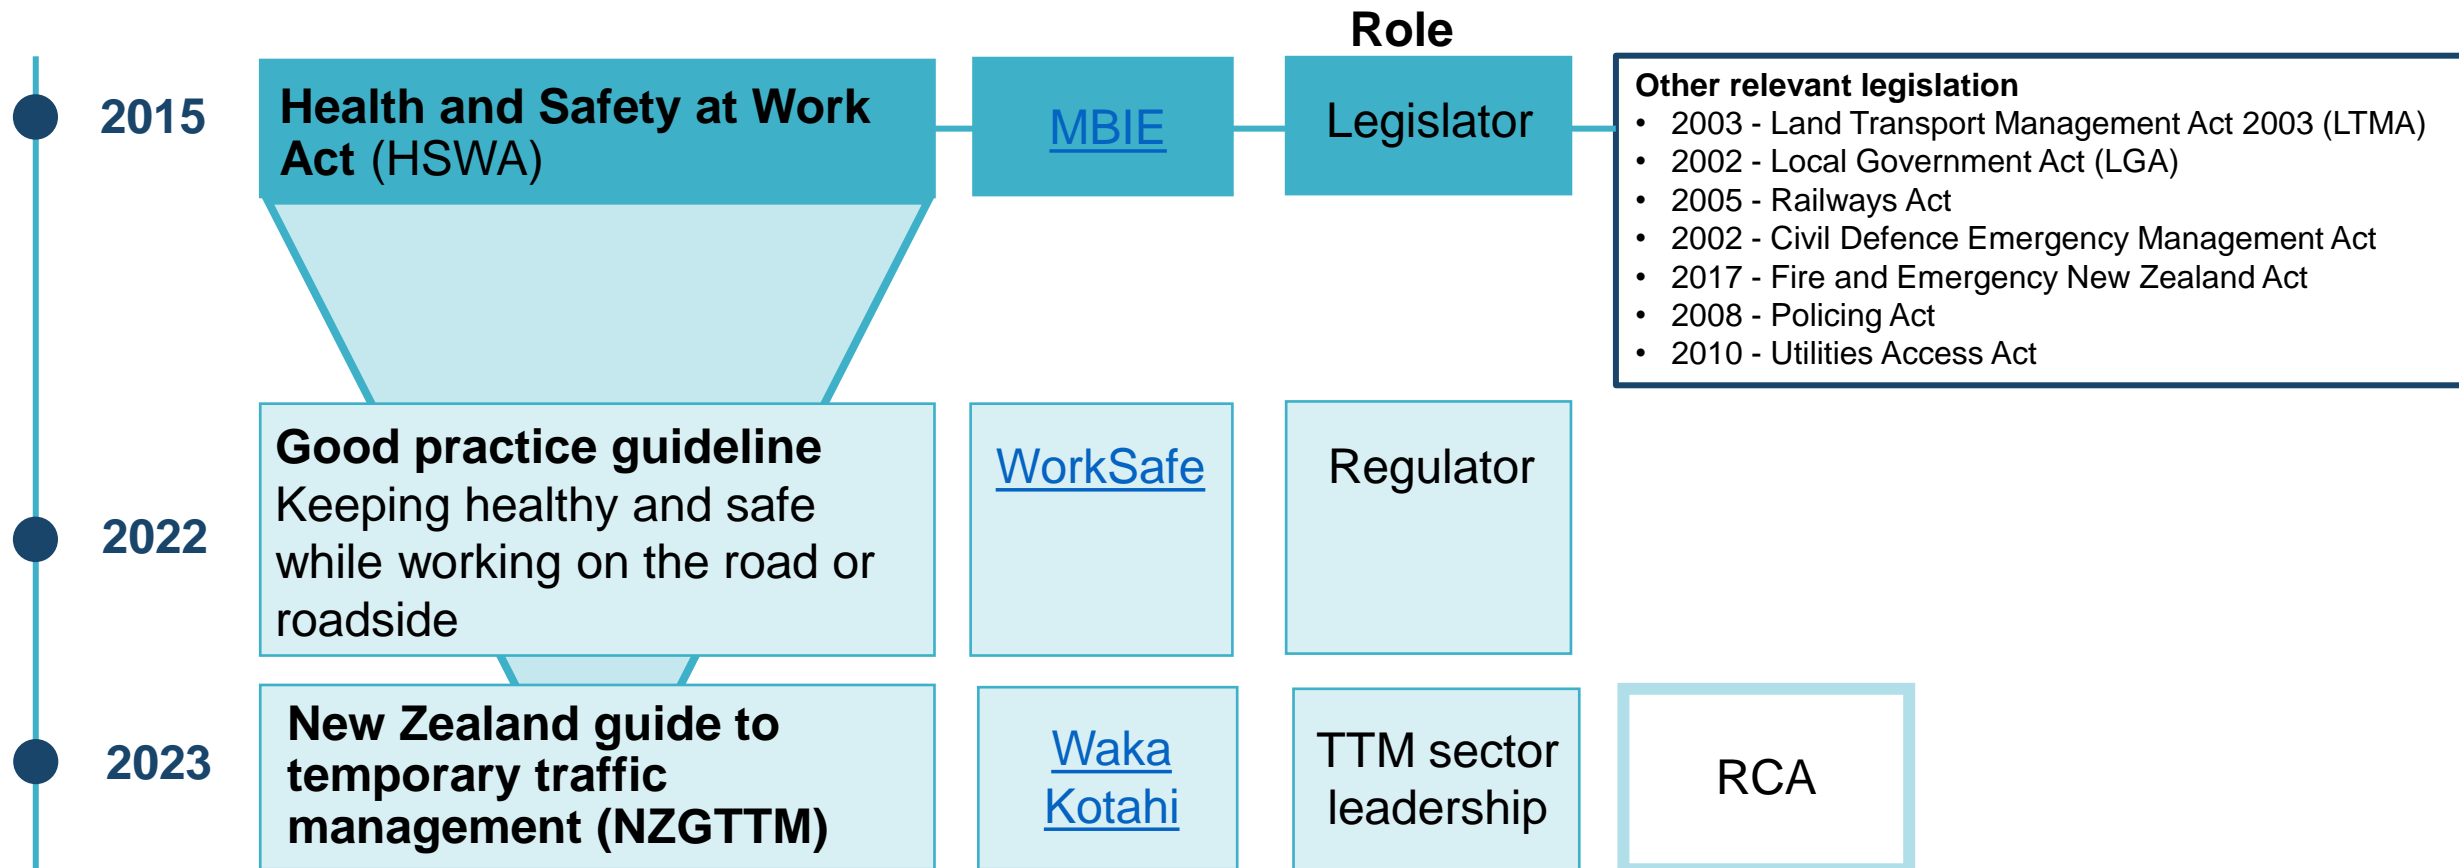 Role
2015
Health and Safety at Work
Act (HSWA)
MBIE
Legislator
Other relevant legislation
• 2003 - Land Transport Management Act 2003 (LTMA)
• 2002 - Local Government Act (LGA)
• 2005 - Railways Act
• 2002 - Civil Defence Emergency Management Act
• 2017 - Fire and Emergency New Zealand Act
• 2008 - Policing Act
• 2010 - Utilities Access Act
2022
Good practice guideline
Keeping healthy and safe
while working on the road or
roadside
WorkSafe
Regulator
2023
New Zealand guide to
temporary traffic
management (NZGTTM)
Waka
Kotahi
TTM sector
leadership
RCA